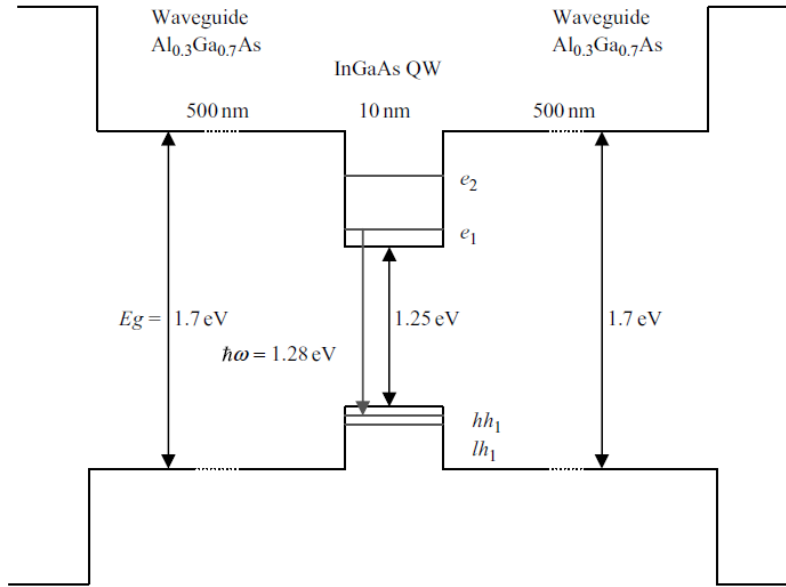 Waveguide
Al0.3Ga0.7As
Waveguide
Al0.3Ga0.7As
InGaAs QW
500 nm
10 nm
500 nm
e2
e1
Eg = 1.7 eV
1.25 eV
1.7 eV
ħω = 1.28 eV
hh1
lh1